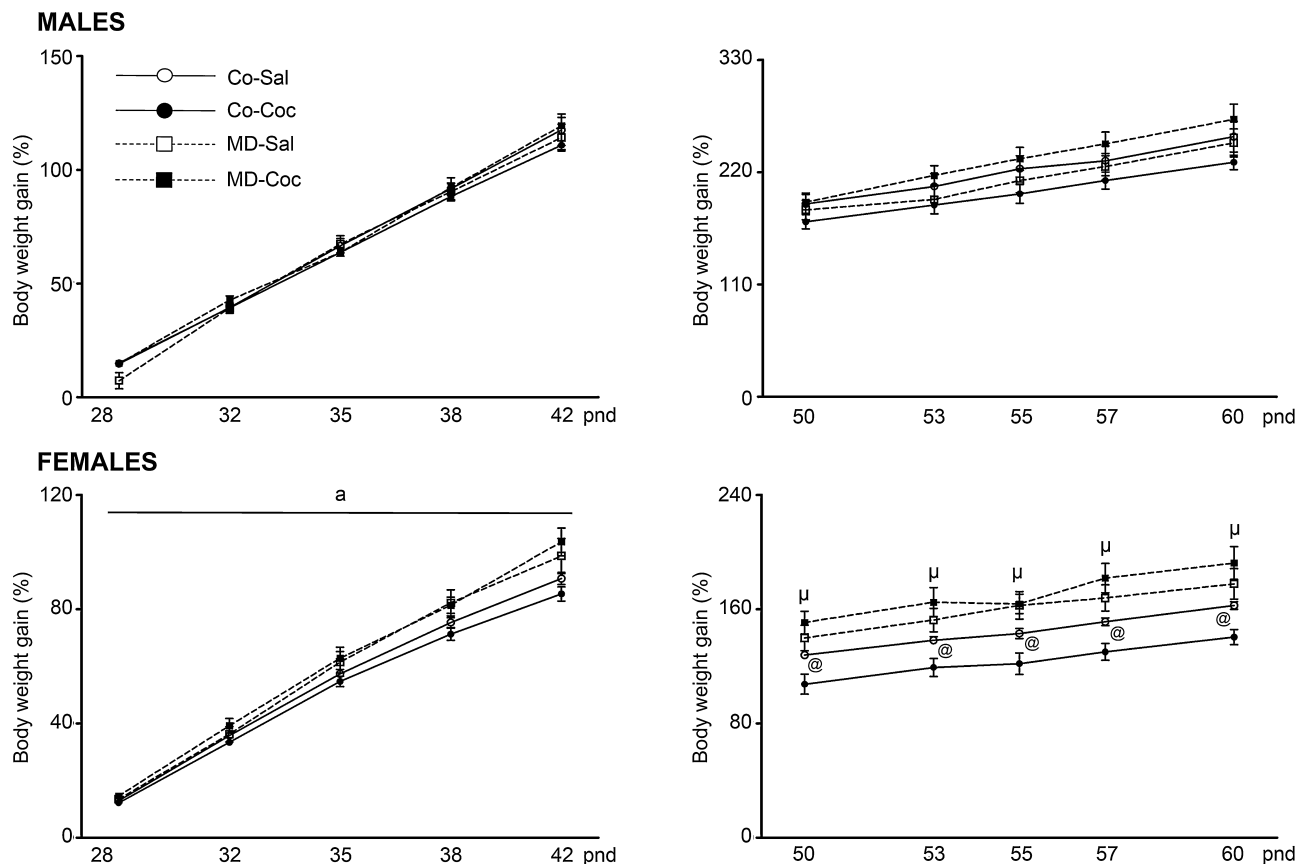 MALES
150
100
50
0
Body weight gain (%)
Co-Sal
Co-Coc
MD-Sal
MD-Coc
28 32 35 38 42 pnd
330
220
110
0
Body weight gain (%)
50 53 55 57 60 pnd
FEMALES
120
80
40
0
Body weight gain (%)
a
28 32 35 38 42 pnd
240
160
80
0
Body weight gain (%)
µ µ µ µ µ
@ @ @ @ @
50 53 55 57 60 pnd